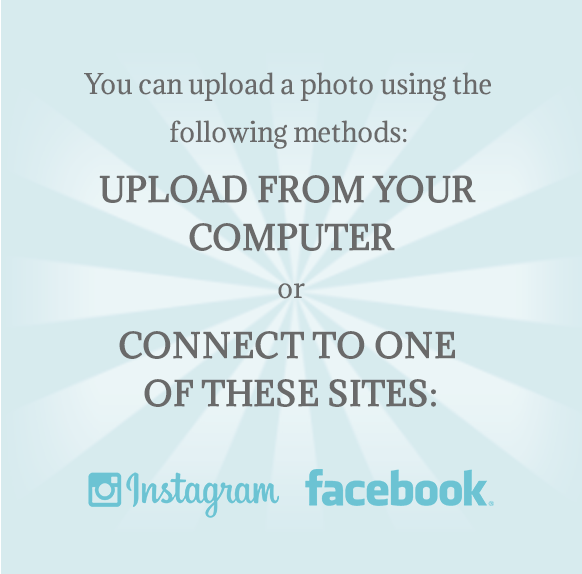 You can upload a photo using the
following methods:
UPLOAD FROM YOUR
COMPUTER
or
CONNECT TO ONE
OF THESE SITES:
Instagram facebook®